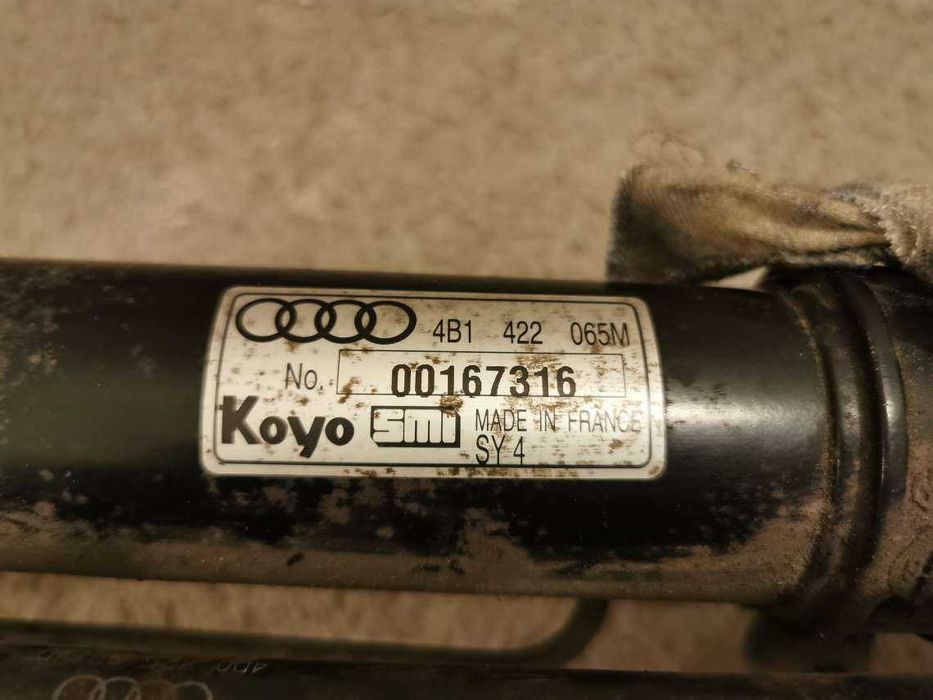 4B1 422 065M
No. 00167316
Koyo smi MADE IN FRANCE
SY 4